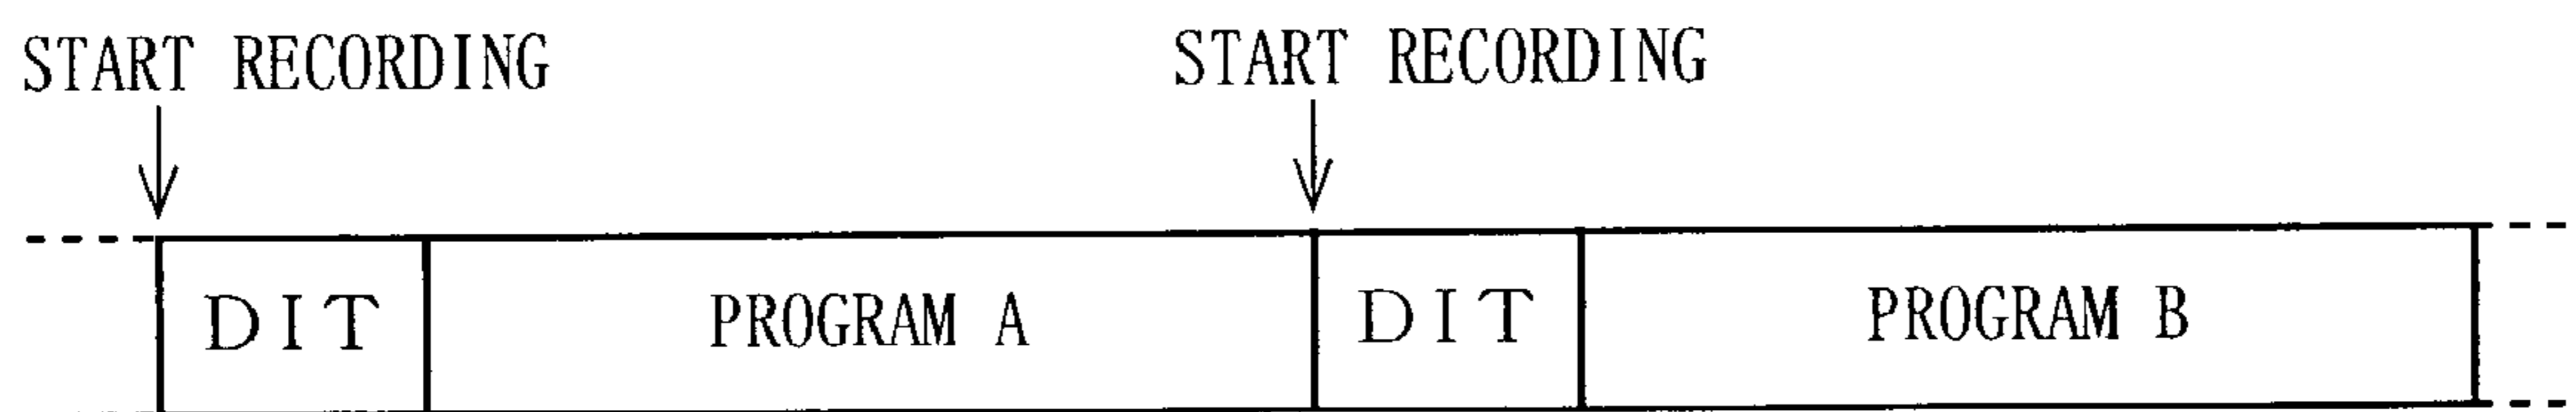 START RECORDING START RECORDING
DIT PROGRAM A DIT PROGRAM B